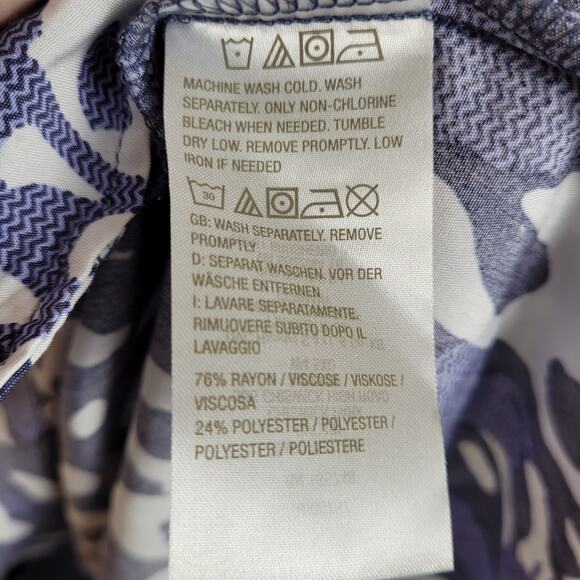 MACHINE WASH COLD. WASH
SEPARATELY. ONLY NON-CHLORINE
BLEACH WHEN NEEDED. TUMBLE
DRY LOW. REMOVE PROMPTLY. LOW
IRON IF NEEDED
30
GB: WASH SEPARATELY. REMOVE
PROMPTLY
D: SEPARAT WASCHEN. VOR DER
WÄSCHE ENTFERNEN
I: LAVARE SEPARATAMENTE.
RIMUOVERE SUBITO DOPO IL
LAVAGGIO
76% RAYON / VISCOSE / VISKOSE /
VISCOSA
24% POLYESTER / POLYESTER /
POLYESTER / POLIESTERE